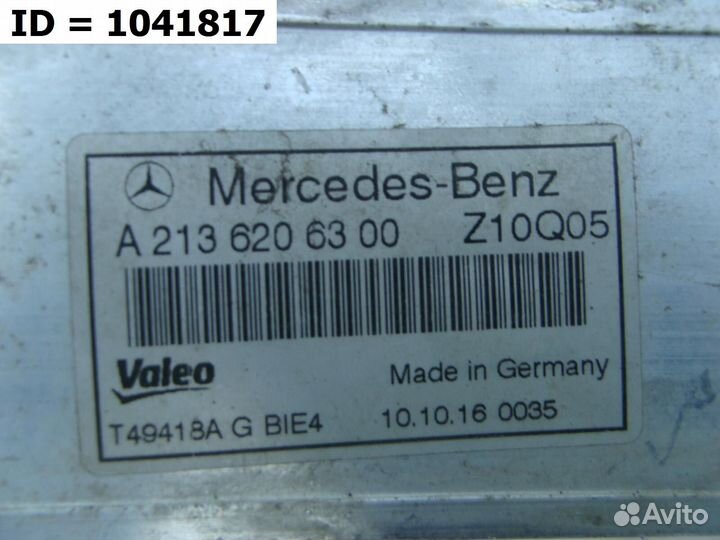 ID = 1041817
Mercedes-Benz
A 213 620 63 00 Z10Q05
Valeo Made in Germany
T49418A G BIE4 10.10.16 0035
Avito